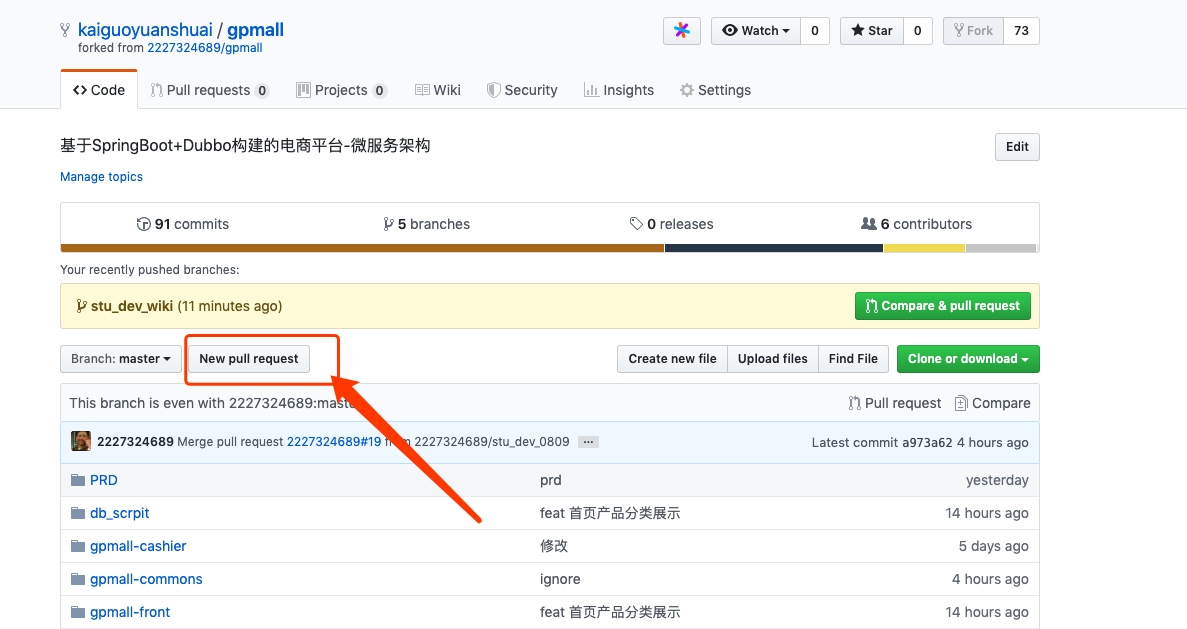 kaiguoyuanshuai / gpmall Watch 0 Star 0 Fork 73
forked from 2227324689/gpmall
Code Pull requests 0 Projects 0 Wiki Security Insights Settings
基于SpringBoot+Dubbo构建的电商平台-微服务架构 Edit
Manage topics
91 commits 5 branches 0 releases 6 contributors
Your recently pushed branches:
stu_dev_wiki (11 minutes ago) Compare & pull request
Branch: master New pull request Create new file Upload files Find File Clone or download
This branch is even with 2227324689:master Pull request Compare
2227324689 Merge pull request 2227324689#19 from 2227324689/stu_dev_0809 ... Latest commit a973a62 4 hours ago
PRD prd yesterday
db_scrpit feat 首页产品分类展示 14 hours ago
gpmall-cashier 修改 5 days ago
gpmall-commons ignore 4 hours ago
gpmall-front feat 首页产品分类展示 14 hours ago